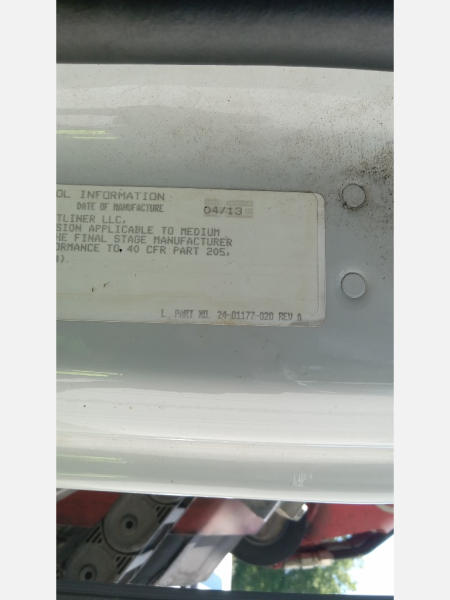 OL INFORMATION
DATE OF MANUFACTURE 04/13
TLINER LLC.
SION APPLICABLE TO MEDIUM
HE FINAL STAGE MANUFACTURER
ORMANCE TO 40 CFR PART 205,
).
L PART NO. 24-01177-020 REV A